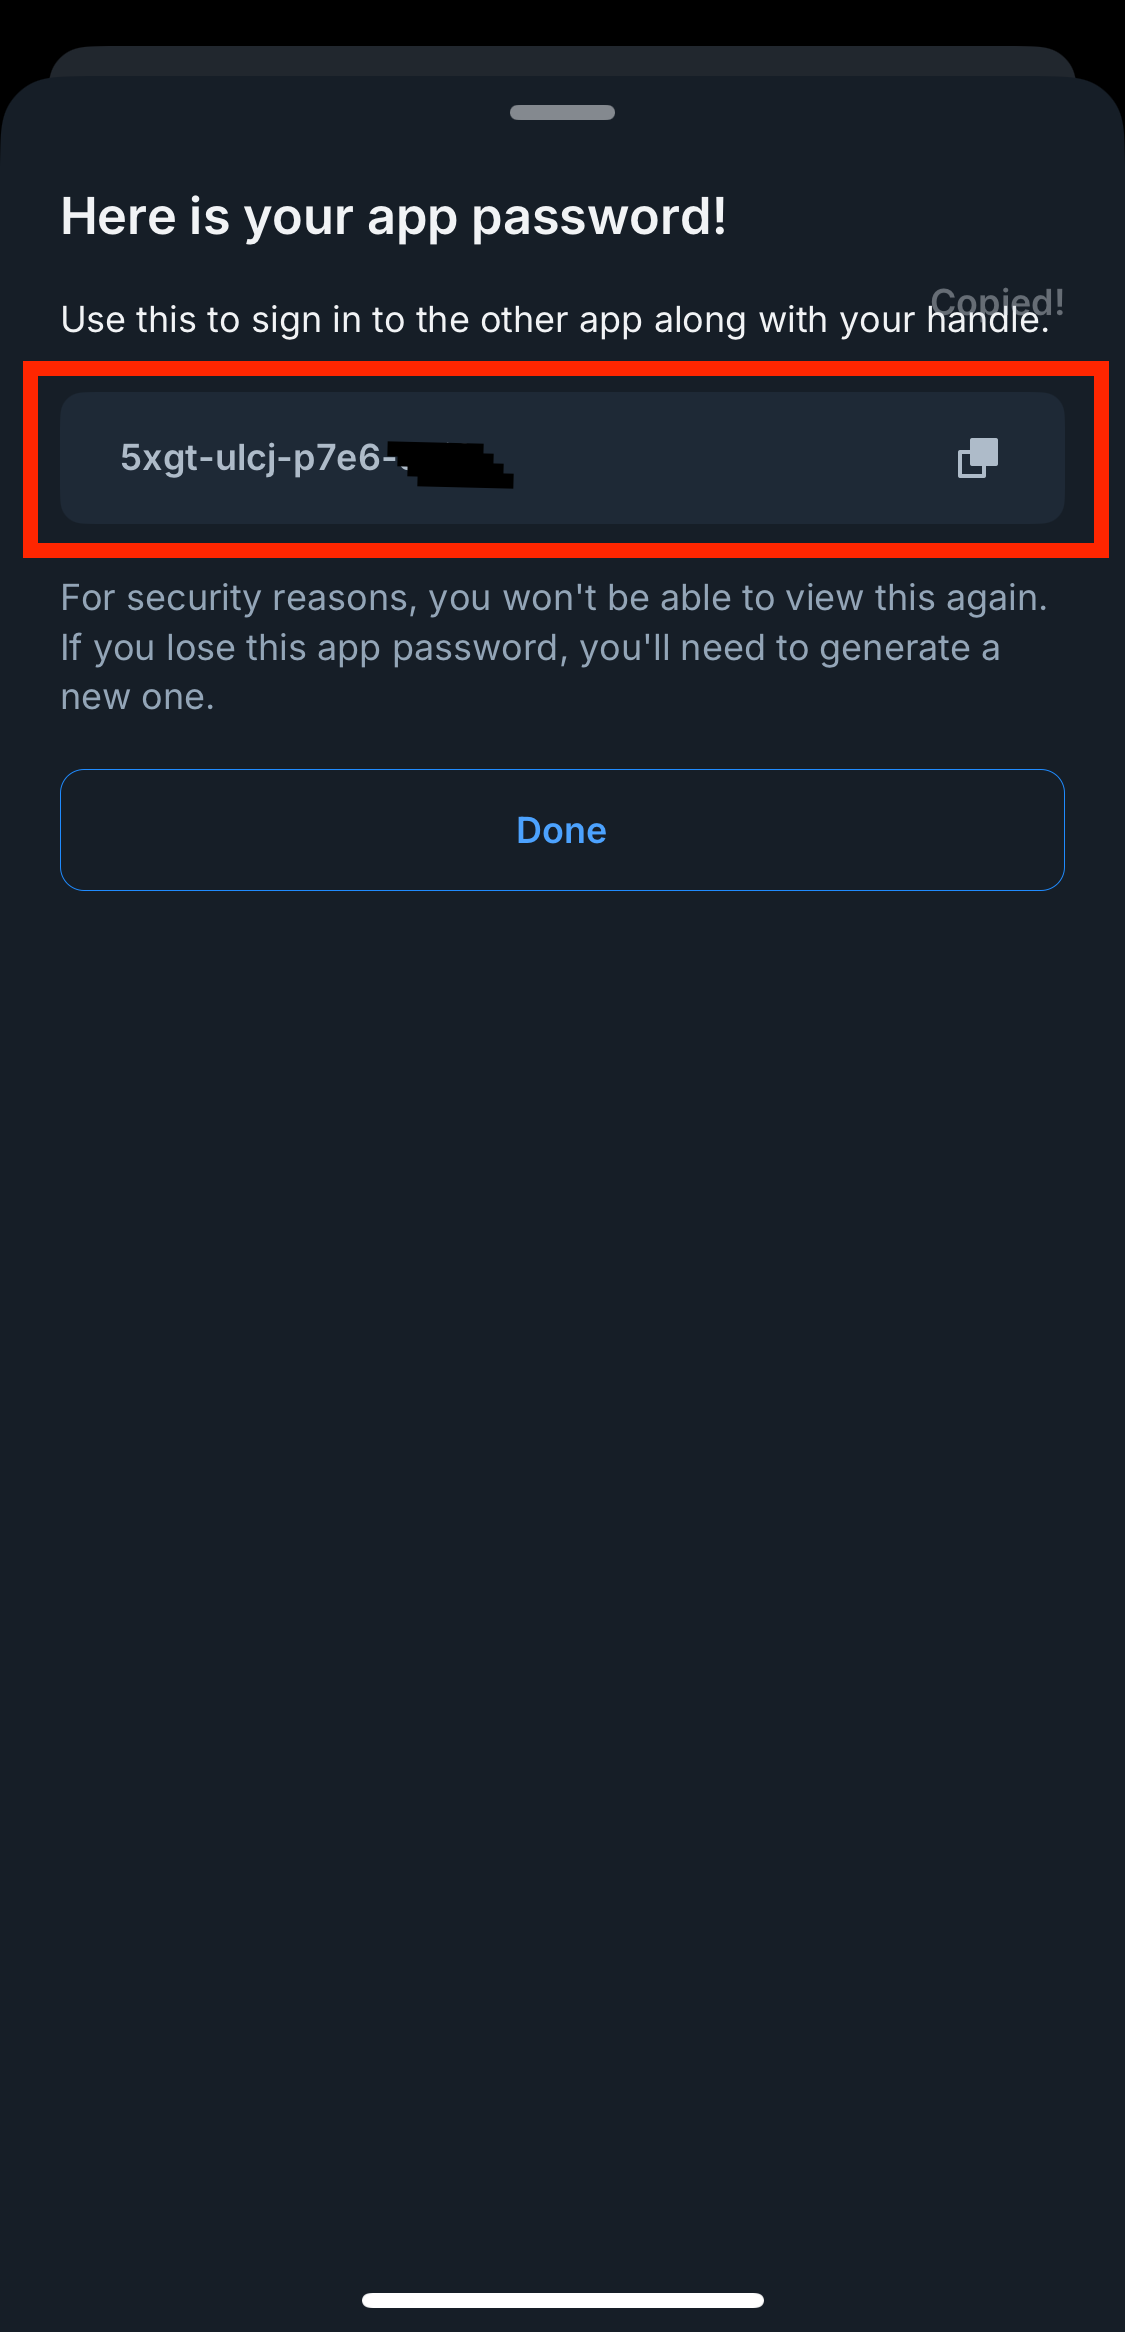 Here is your app password!
Copied!
Use this to sign in to the other app along with your handle.
5xgt-ulcj-p7e6-
For security reasons, you won't be able to view this again.
If you lose this app password, you'll need to generate a
new one.
Done